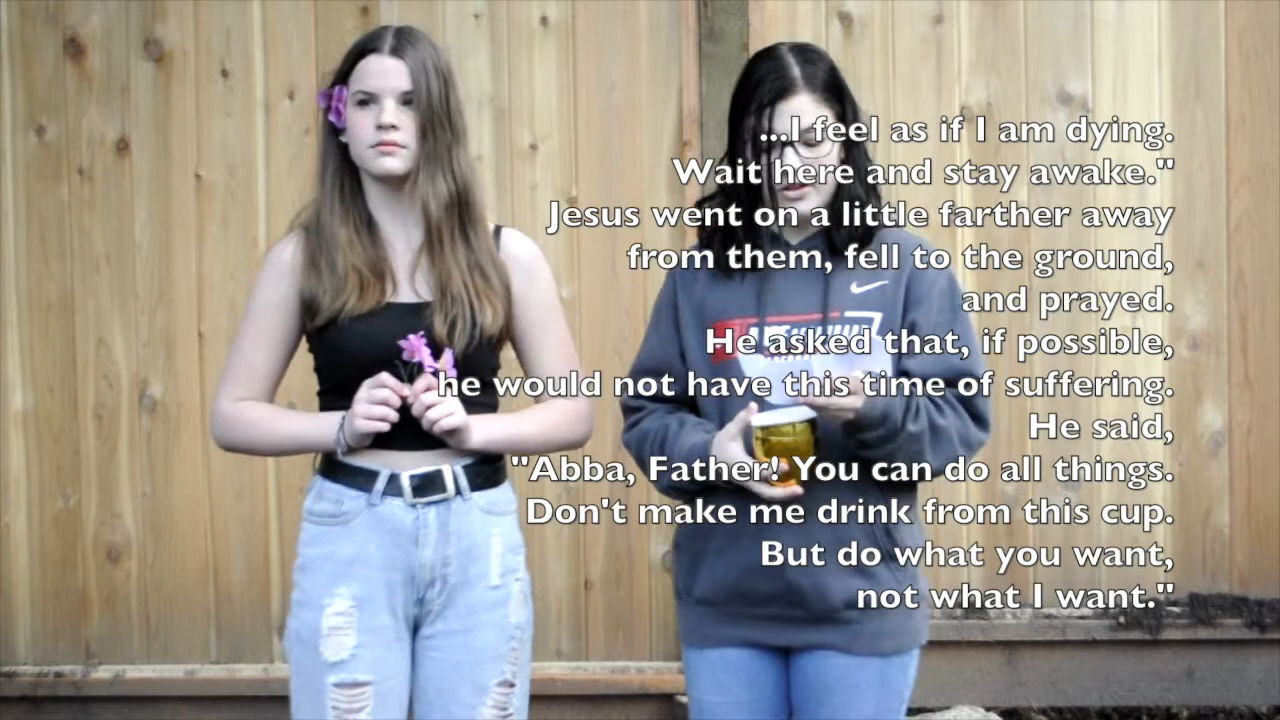 ...I feel as if I am dying.
Wait here and stay awake."
Jesus went on a little farther away
from them, fell to the ground,
and prayed.
He asked that, if possible,
he would not have this time of suffering.
He said,
"Abba, Father! You can do all things.
Don't make me drink from this cup.
But do what you want,
not what I want."